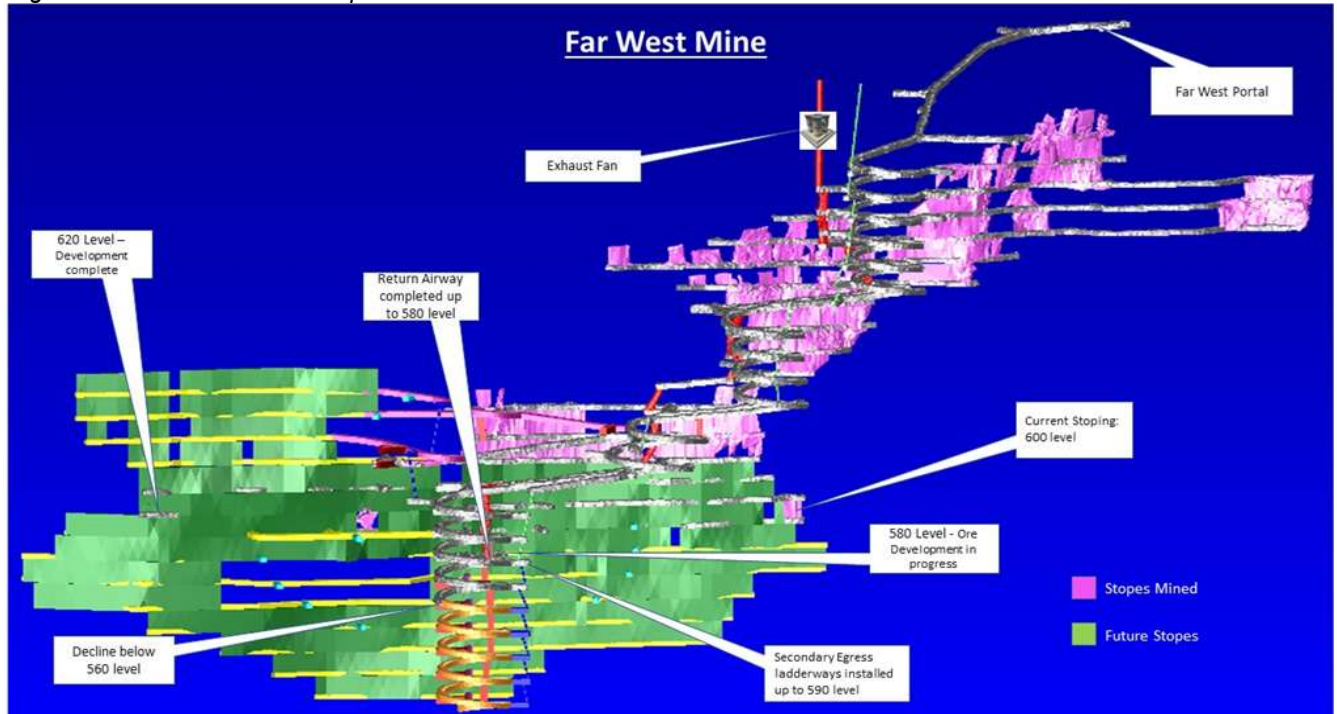 Far West Mine
Far West Portal
Exhaust Fan
620 Level –
Development
complete
Return Airway
completed up
to 580 level
Current Stoping:
600 level
580 Level - Ore
Development in
progress
Stopes Mined
Future Stopes
Decline below
560 level
Secondary Egress
ladderways installed
up to 590 level